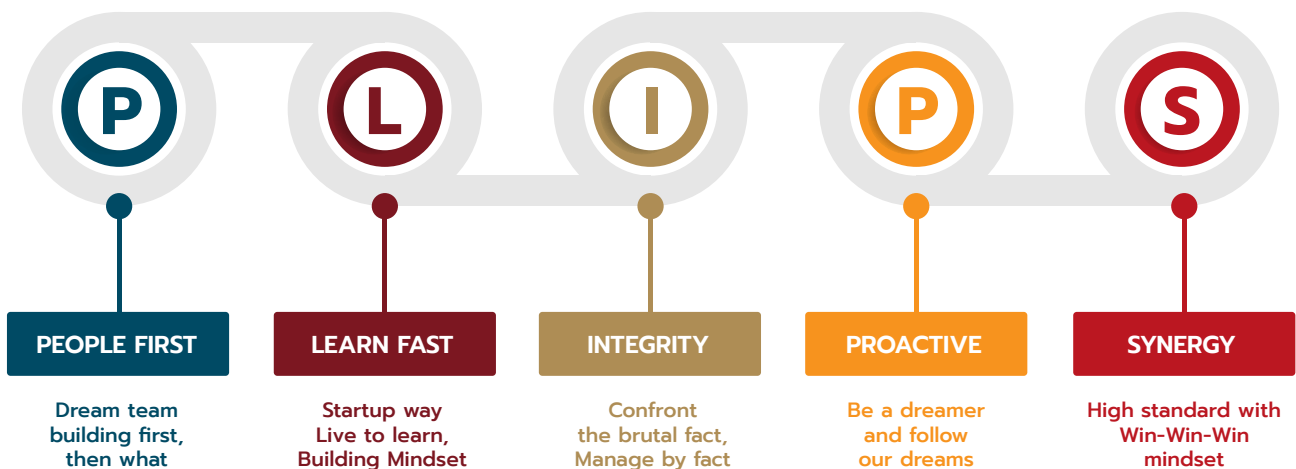 P
L
I
P
S
PEOPLE FIRST
LEARN FAST
INTEGRITY
PROACTIVE
SYNERGY
Dream team
building first,
then what
Startup way
Live to learn,
Building Mindset
Confront
the brutal fact,
Manage by fact
Be a dreamer
and follow
our dreams
High standard with
Win-Win-Win
mindset